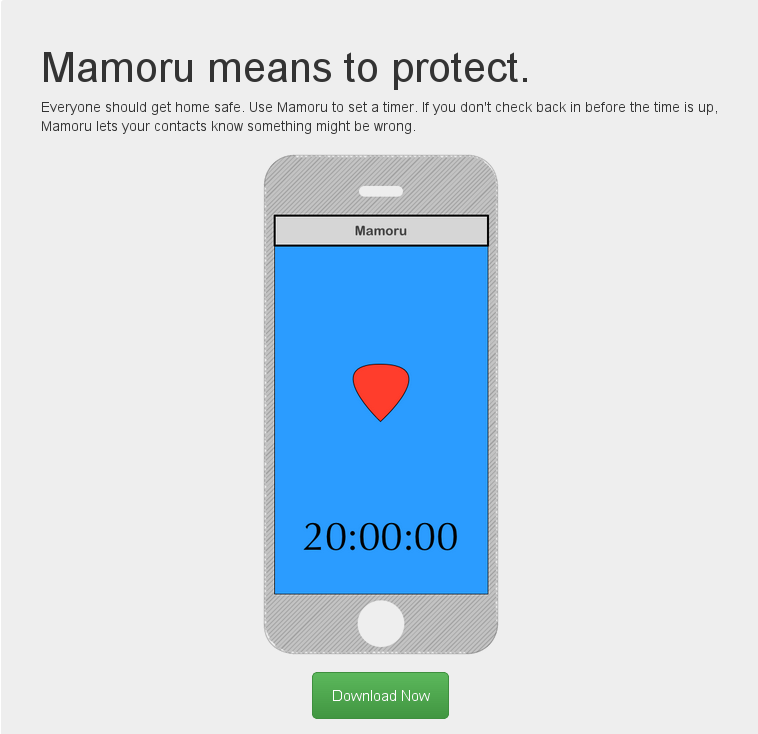 Mamoru means to protect.
Everyone should get home safe. Use Mamoru to set a timer. If you don't check back in before the time is up,
Mamoru lets your contacts know something might be wrong.
Mamoru
20:00:00
Download Now